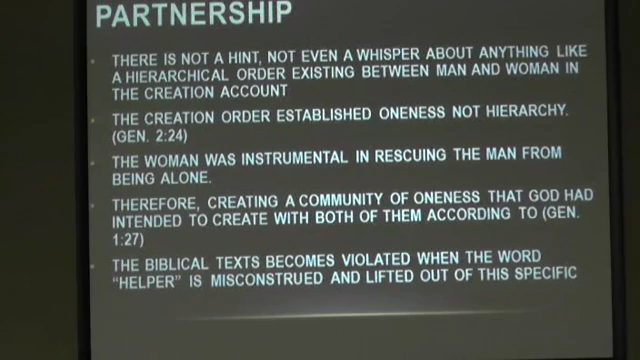 PARTNERSHIP
THERE IS NOT A HINT, NOT EVEN A WHISPER ABOUT ANYTHING LIKE
A HIERARCHICAL ORDER EXISTING BETWEEN MAN AND WOMAN IN
THE CREATION ACCOUNT
THE CREATION ORDER ESTABLISHED ONENESS NOT HIERARCHY.
(GEN. 2:24)
THE WOMAN WAS INSTRUMENTAL IN RESCUING THE MAN FROM
BEING ALONE.
THEREFORE, CREATING A COMMUNITY OF ONENESS THAT GOD HAD
INTENDED TO CREATE WITH BOTH OF THEM ACCORDING TO (GEN.
1:27)
THE BIBLICAL TEXTS BECOMES VIOLATED WHEN THE WORD
“HELPER” IS MISCONSTRUED AND LIFTED OUT OF THIS SPECIFIC